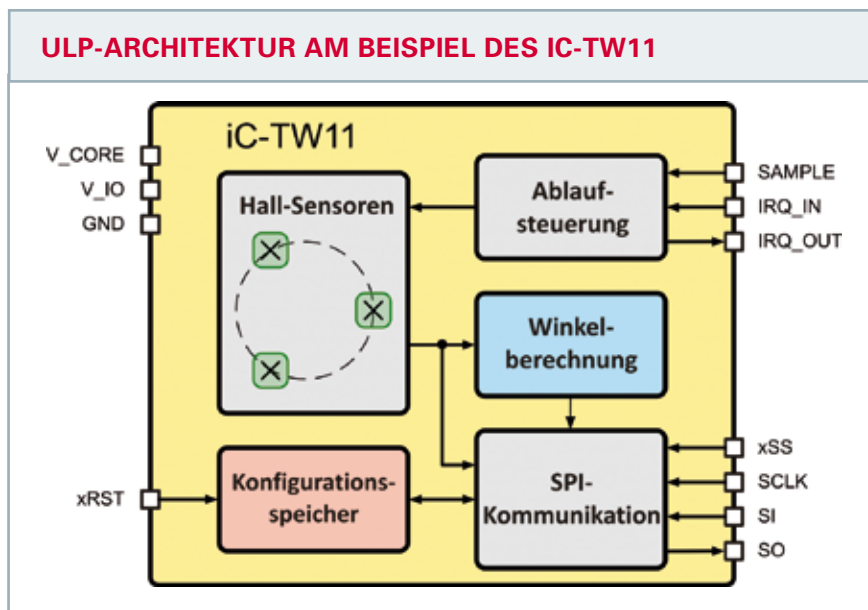 ULP-ARCHITEKTUR AM BEISPIEL DES IC-TW11
iC-TW11
V_CORE
V_IO
GND
Hall-Sensoren
Ablauf-
steuerung
SAMPLE
IRQ_IN
IRQ_OUT
Winkel-
berechnung
xRST
Konfigurations-
speicher
SPI-
Kommunikation
xSS
SCLK
SI
SO